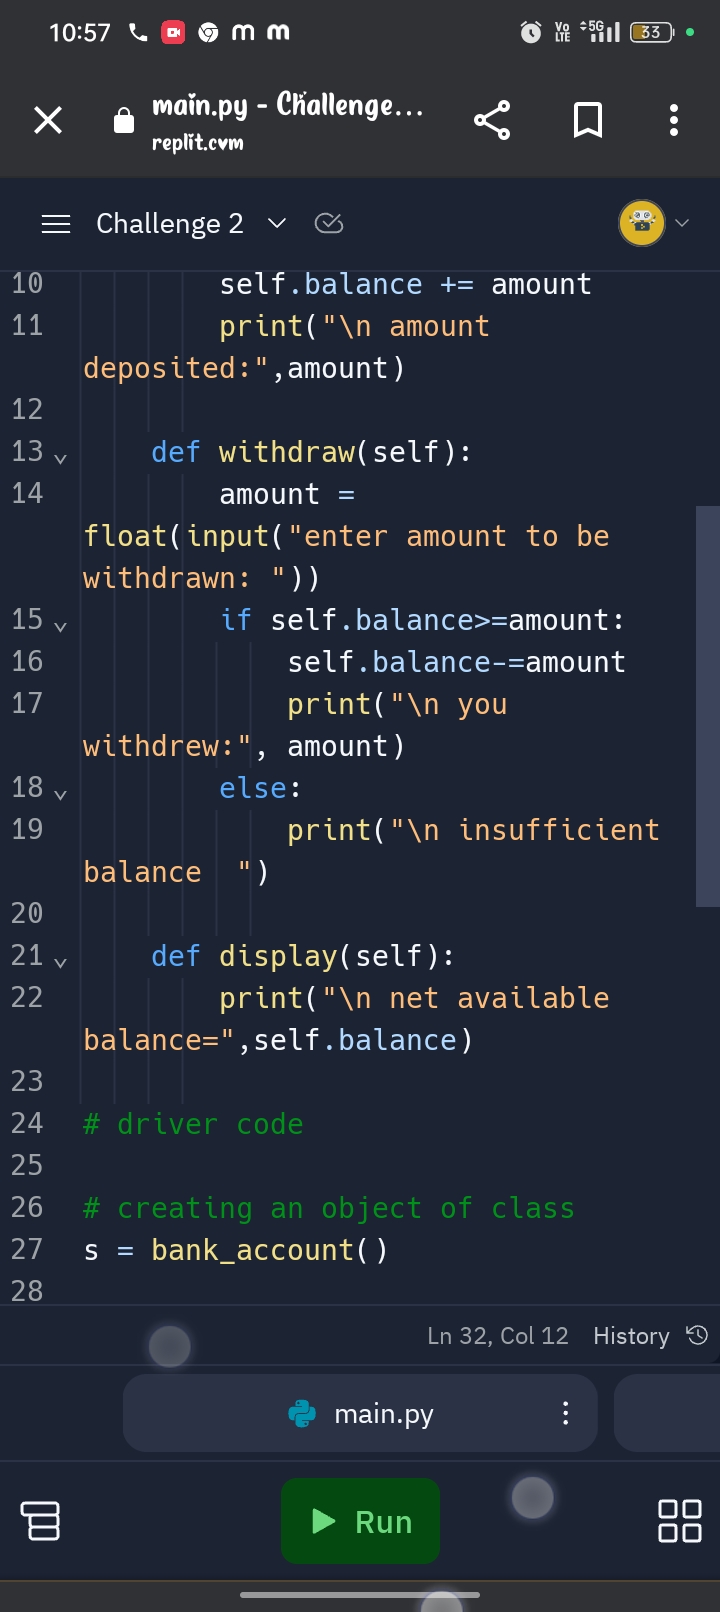 10:57 m m Vo LTE 5G 33
main.py - Challenge...
replit.com
Challenge 2
10 self.balance += amount
11 print("\n amount
deposited:",amount)
12
13 def withdraw(self):
14 amount =
float(input("enter amount to be
withdrawn: "))
15 if self.balance>=amount:
16 self.balance-=amount
17 print("\n you
withdrew:", amount)
18 else:
19 print("\n insufficient
balance  ")
20
21 def display(self):
22 print("\n net available
balance=",self.balance)
23
24 # driver code
25
26 # creating an object of class
27 s = bank_account()
28
Ln 32, Col 12 History
main.py
Run